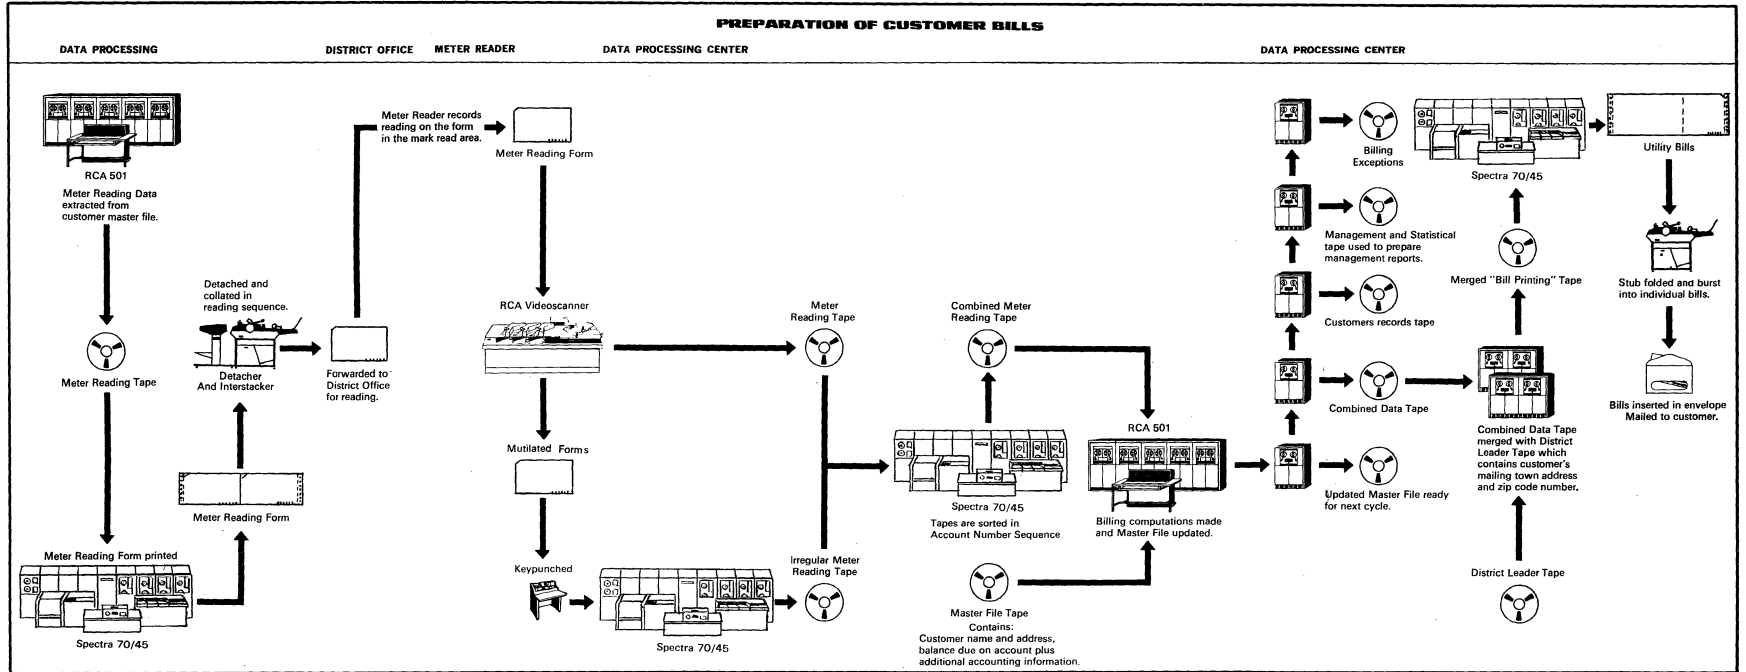 PREPARATION OF CUSTOMER BILLS
DATA PROCESSING
DISTRICT OFFICE
METER READER
DATA PROCESSING CENTER
DATA PROCESSING CENTER
RCA 501
Meter Reading Data
extracted from
customer master file.
Meter Reading Tape
Meter Reading Form printed
Spectra 70/45
Meter Reading Form
Detached and
collated in
reading sequence.
Detacher
And Interstacker
Forwarded to
District Office
for reading.
Meter Reader records
reading on the form
in the mark read area.
Meter Reading Form
RCA Videoscanner
Mutilated Forms
Keypunched
Spectra 70/45
Meter
Reading Tape
Irregular Meter
Reading Tape
Combined Meter
Reading Tape
Spectra 70/45
Tapes are sorted in
Account Number Sequence
Master File Tape
Contains:
Customer name and address,
balance due on account plus
additional accounting information.
RCA 501
Billing computations made
and Master File updated.
Billing
Exceptions
Management and Statistical
tape used to prepare
management reports.
Customers records tape
Combined Data Tape
Updated Master File ready
for next cycle.
Spectra 70/45
Merged "Bill Printing" Tape
Combined Data Tape
merged with District
Leader Tape which
contains customer's
mailing town address
and zip code number.
District Leader Tape
Utility Bills
Stub folded and burst
into individual bills.
Bills inserted in envelope
Mailed to customer.